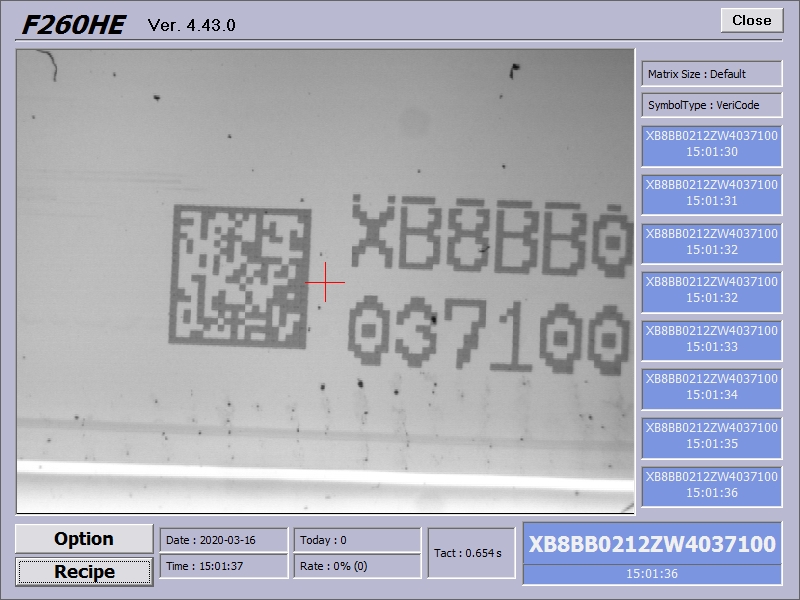 F260HE Ver. 4.43.0
Close
Matrix Size : Default
SymbolType : VeriCode
XB8BB0212ZW4037100
15:01:30
XB8BB0212ZW4037100
15:01:31
XB8BB0212ZW4037100
15:01:32
XB8BB0212ZW4037100
15:01:32
XB8BB0212ZW4037100
15:01:33
XB8BB0212ZW4037100
15:01:34
XB8BB0212ZW4037100
15:01:35
XB8BB0212ZW4037100
15:01:36
XB8BB0
037100
Option
Recipe
Date : 2020-03-16
Time : 15:01:37
Today : 0
Rate : 0% (0)
Tact : 0.654 s
XB8BB0212ZW4037100
15:01:36